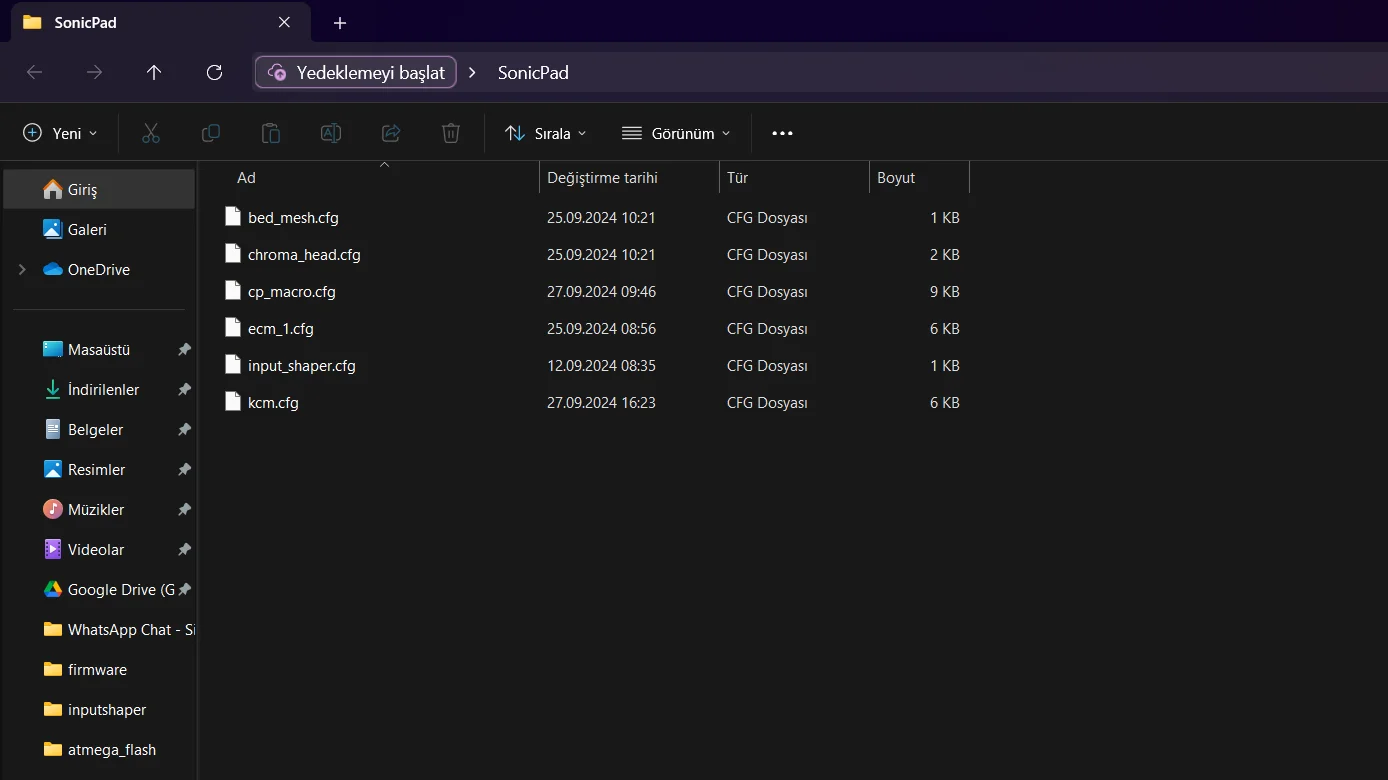 SonicPad
Yedeklemeyi başlat > SonicPad
Yeni Sırala Görünüm
Giriş
Galeri
OneDrive
Masaüstü
İndirilenler
Belgeler
Resimler
Müzikler
Videolar
Google Drive (G
WhatsApp Chat - Si
firmware
inputshaper
atmega_flash
Ad Değiştirme tarihi Tür Boyut
bed_mesh.cfg 25.09.2024 10:21 CFG Dosyası 1 KB
chroma_head.cfg 25.09.2024 10:21 CFG Dosyası 2 KB
cp_macro.cfg 27.09.2024 09:46 CFG Dosyası 9 KB
ecm_1.cfg 25.09.2024 08:56 CFG Dosyası 6 KB
input_shaper.cfg 12.09.2024 08:35 CFG Dosyası 1 KB
kcm.cfg 27.09.2024 16:23 CFG Dosyası 6 KB